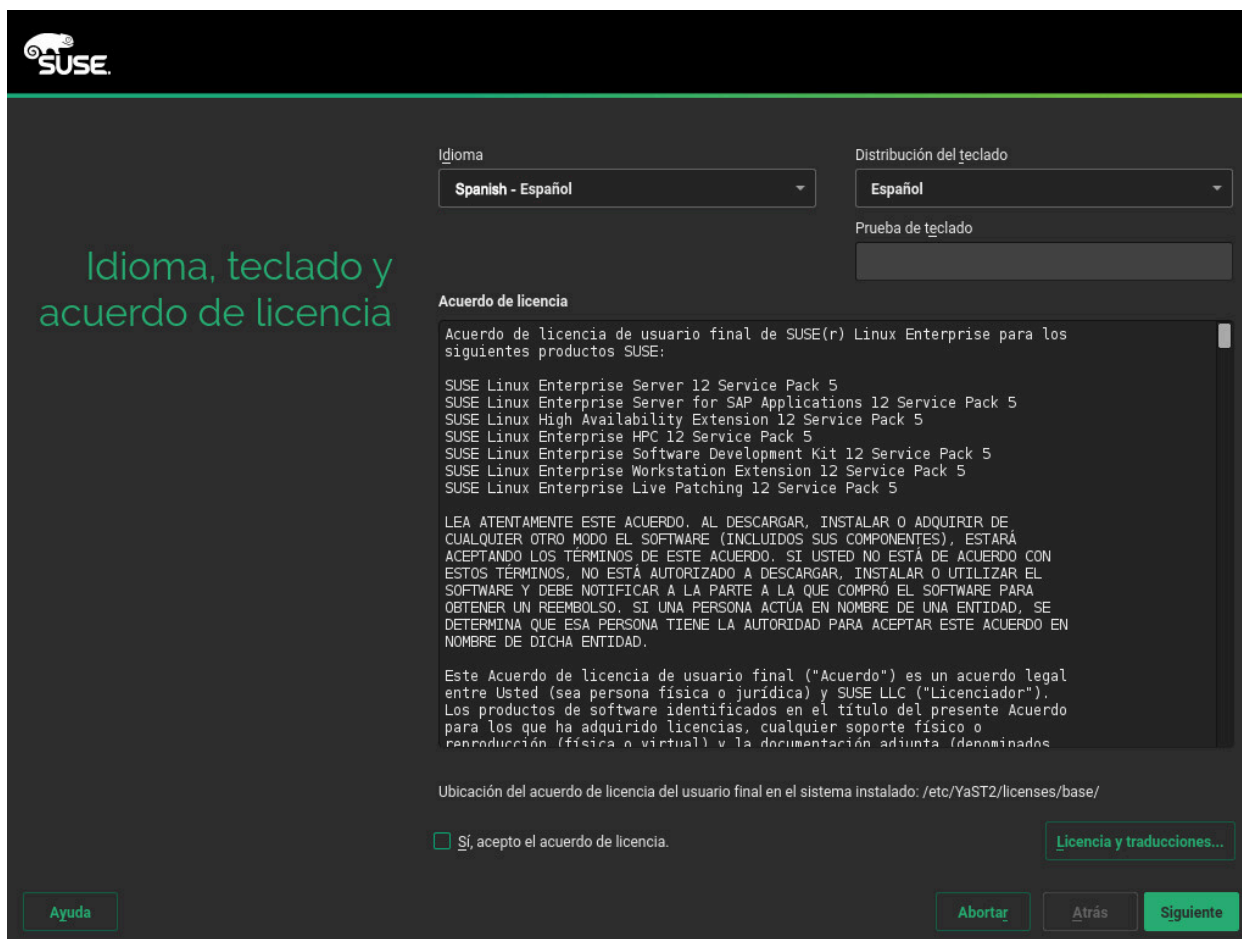 SUSE.
Idioma
Distribución del teclado
Spanish - Español
Español
Prueba de teclado
Idioma, teclado y
acuerdo de licencia
Acuerdo de licencia
Acuerdo de licencia de usuario final de SUSE(r) Linux Enterprise para los
siguientes productos SUSE:
SUSE Linux Enterprise Server 12 Service Pack 5
SUSE Linux Enterprise Server for SAP Applications 12 Service Pack 5
SUSE Linux High Availability Extension 12 Service Pack 5
SUSE Linux Enterprise HPC 12 Service Pack 5
SUSE Linux Enterprise Software Development Kit 12 Service Pack 5
SUSE Linux Enterprise Workstation Extension 12 Service Pack 5
SUSE Linux Enterprise Live Patching 12 Service Pack 5
LEA ATENTAMENTE ESTE ACUERDO. AL DESCARGAR, INSTALAR O ADQUIRIR DE
CUALQUIER OTRO MODO EL SOFTWARE (INCLUIDOS SUS COMPONENTES), ESTARÁ
ACEPTANDO LOS TÉRMINOS DE ESTE ACUERDO. SI USTED NO ESTÁ DE ACUERDO CON
ESTOS TÉRMINOS, NO ESTÁ AUTORIZADO A DESCARGAR, INSTALAR O UTILIZAR EL
SOFTWARE Y DEBE NOTIFICAR A LA PARTE A LA QUE COMPRÓ EL SOFTWARE PARA
OBTENER UN REEMBOLSO. SI UNA PERSONA ACTÚA EN NOMBRE DE UNA ENTIDAD, SE
DETERMINA QUE ESA PERSONA TIENE LA AUTORIDAD PARA ACEPTAR ESTE ACUERDO EN
NOMBRE DE DICHA ENTIDAD.
Este Acuerdo de licencia de usuario final ("Acuerdo") es un acuerdo legal
entre Usted (sea persona física o jurídica) y SUSE LLC ("Licenciador").
Los productos de software identificados en el título del presente Acuerdo
para los que ha adquirido licencias, cualquier soporte físico o
reproducción (física o virtual) y la documentación adjunta (denominados
Ubicación del acuerdo de licencia del usuario final en el sistema instalado: /etc/YaST2/licenses/base/
Sí, acepto el acuerdo de licencia.
Licencia y traducciones...
Ayuda
Abortar
Atrás
Siguiente